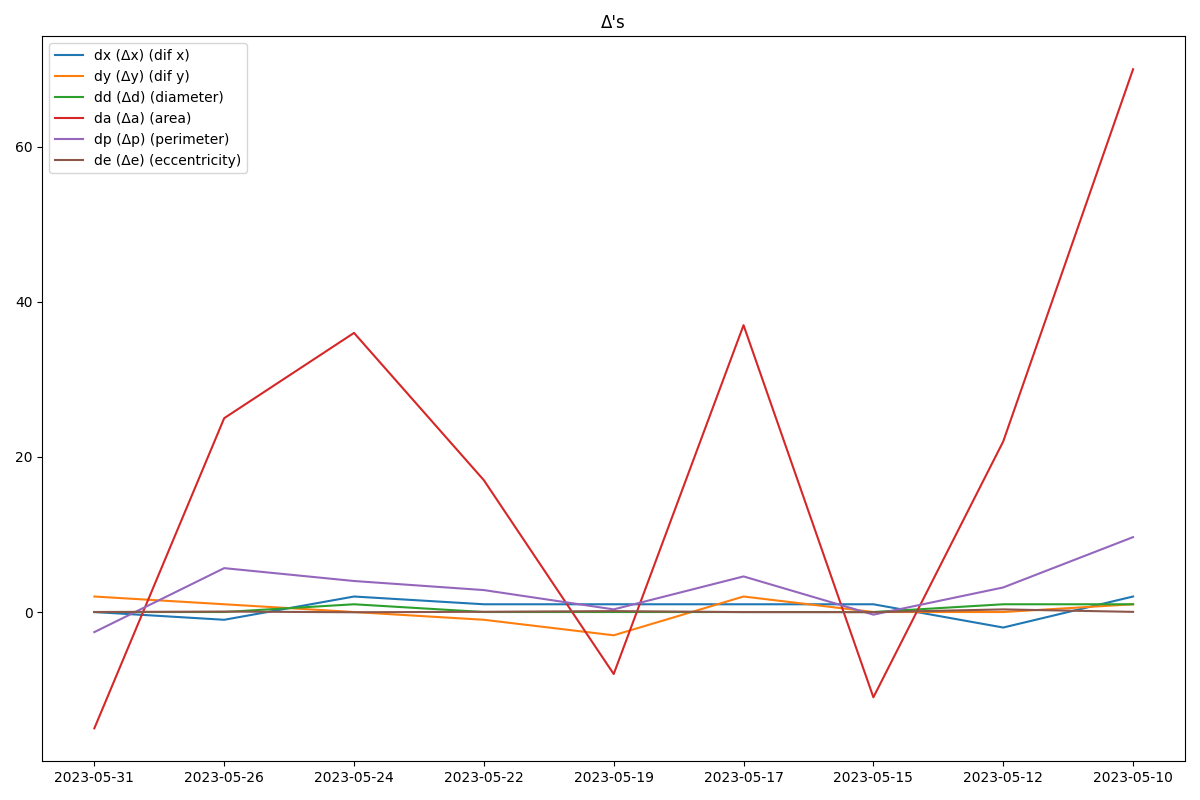 Δ's
dx (Δx) (dif x)
dy (Δy) (dif y)
dd (Δd) (diameter)
da (Δa) (area)
dp (Δp) (perimeter)
de (Δe) (eccentricity)
60
40
20
0
2023-05-31 2023-05-26 2023-05-24 2023-05-22 2023-05-19 2023-05-17 2023-05-15 2023-05-12 2023-05-10